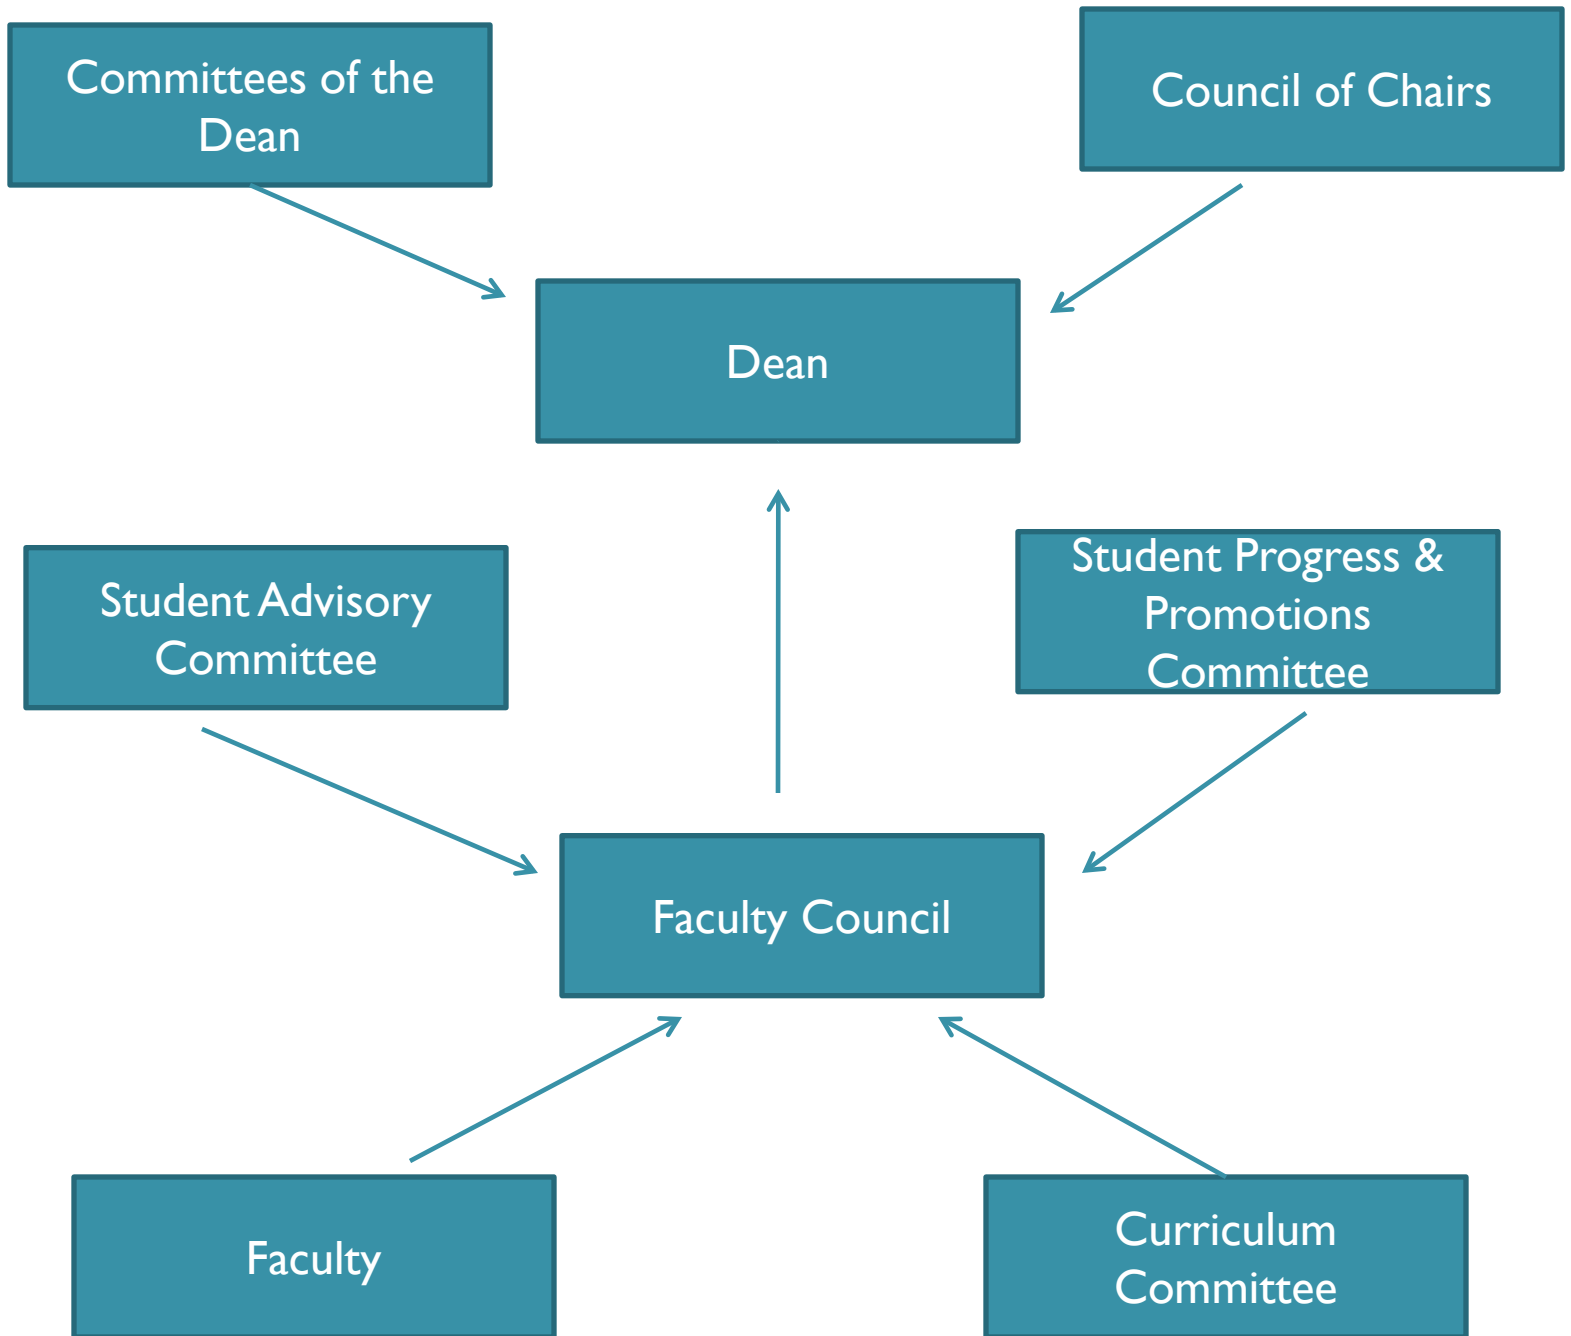 Committees of the
Dean
Council of Chairs
Dean
Student Advisory
Committee
Student Progress &
Promotions
Committee
Faculty Council
Faculty
Curriculum
Committee